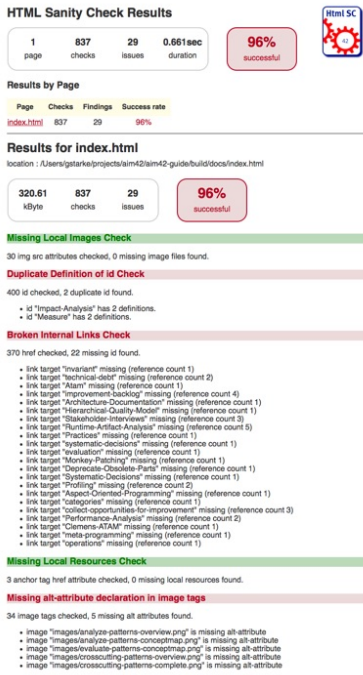 HTML Sanity Check Results
Html SC
42
1 837 29 0.661sec
page checks issues duration
96%
successful
Results by Page
Page Checks Findings Success rate
index.html 837 29 96%
Results for index.html
location : /Users/gstarke/projects/aim42/aim42-guide/build/docs/index.html
320.61 837 29
kByte checks issues
96%
successful
Missing Local Images Check
30 img src attributes checked, 0 missing image files found.
Duplicate Definition of id Check
400 id checked, 2 duplicate id found.
• id "Impact-Analysis" has 2 definitions.
• id "Measure" has 2 definitions.
Broken Internal Links Check
370 href checked, 22 missing id found.
• link target "invariant" missing (reference count 1)
• link target "technical-debt" missing (reference count 2)
• link target "Atam" missing (reference count 1)
• link target "improvement-backlog" missing (reference count 4)
• link target "Architecture-Documentation" missing (reference count 1)
• link target "Hierarchical-Quality-Model" missing (reference count 1)
• link target "Stakeholder-Interviews" missing (reference count 3)
• link target "Runtime-Artifact-Analysis" missing (reference count 5)
• link target "Practices" missing (reference count 1)
• link target "systematic-decisions" missing (reference count 1)
• link target "evaluation" missing (reference count 1)
• link target "Monkey-Patching" missing (reference count 1)
• link target "Deprecate-Obsolete-Parts" missing (reference count 1)
• link target "Systematic-Decisions" missing (reference count 1)
• link target "Profiling" missing (reference count 2)
• link target "Aspect-Oriented-Programming" missing (reference count 1)
• link target "categories" missing (reference count 1)
• link target "collect-opportunities-for-improvement" missing (reference count 3)
• link target "Performance-Analysis" missing (reference count 2)
• link target "Clemens-ATAM" missing (reference count 1)
• link target "meta-programming" missing (reference count 1)
• link target "operations" missing (reference count 1)
Missing Local Resources Check
3 anchor tag href attribute checked, 0 missing local resources found.
Missing alt-attribute declaration in image tags
34 image tags checked, 5 missing alt attributes found.
• image "images/analyze-patterns-overview.png" is missing alt-attribute
• image "images/analyze-patterns-conceptmap.png" is missing alt-attribute
• image "images/evaluate-patterns-conceptmap.png" is missing alt-attribute
• image "images/crosscutting-patterns-overview.png" is missing alt-attribute
• image "images/crosscutting-patterns-complete.png" is missing alt-attribute